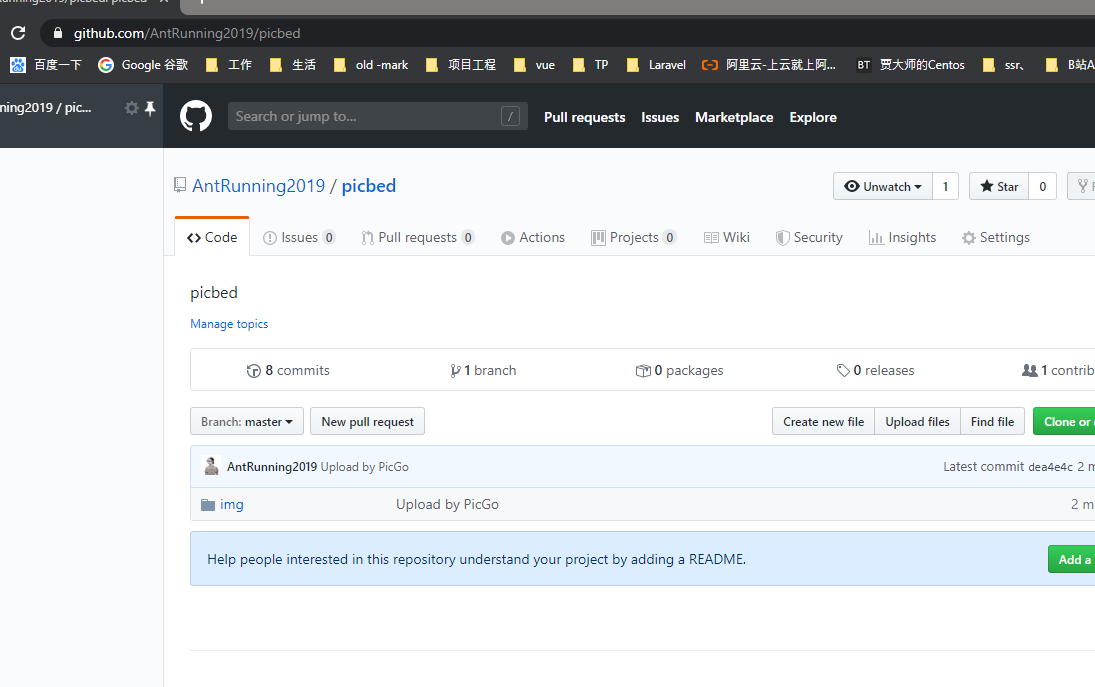 github.com/AntRunning2019/picbed
百度一下 Google 谷歌 工作 生活 old -mark 项目工程 vue TP Laravel 阿里云-上云就上阿... BT 贾大师的Centos ssr、 B站A
ning2019 / pic... Search or jump to... / Pull requests Issues Marketplace Explore
AntRunning2019 / picbed Unwatch 1 Star 0
Code Issues 0 Pull requests 0 Actions Projects 0 Wiki Security Insights Settings
picbed
Manage topics
8 commits 1 branch 0 packages 0 releases 1 contrib
Branch: master New pull request Create new file Upload files Find file Clone or
AntRunning2019 Upload by PicGo Latest commit dea4e4c 2 m
img Upload by PicGo 2 m
Help people interested in this repository understand your project by adding a README. Add a